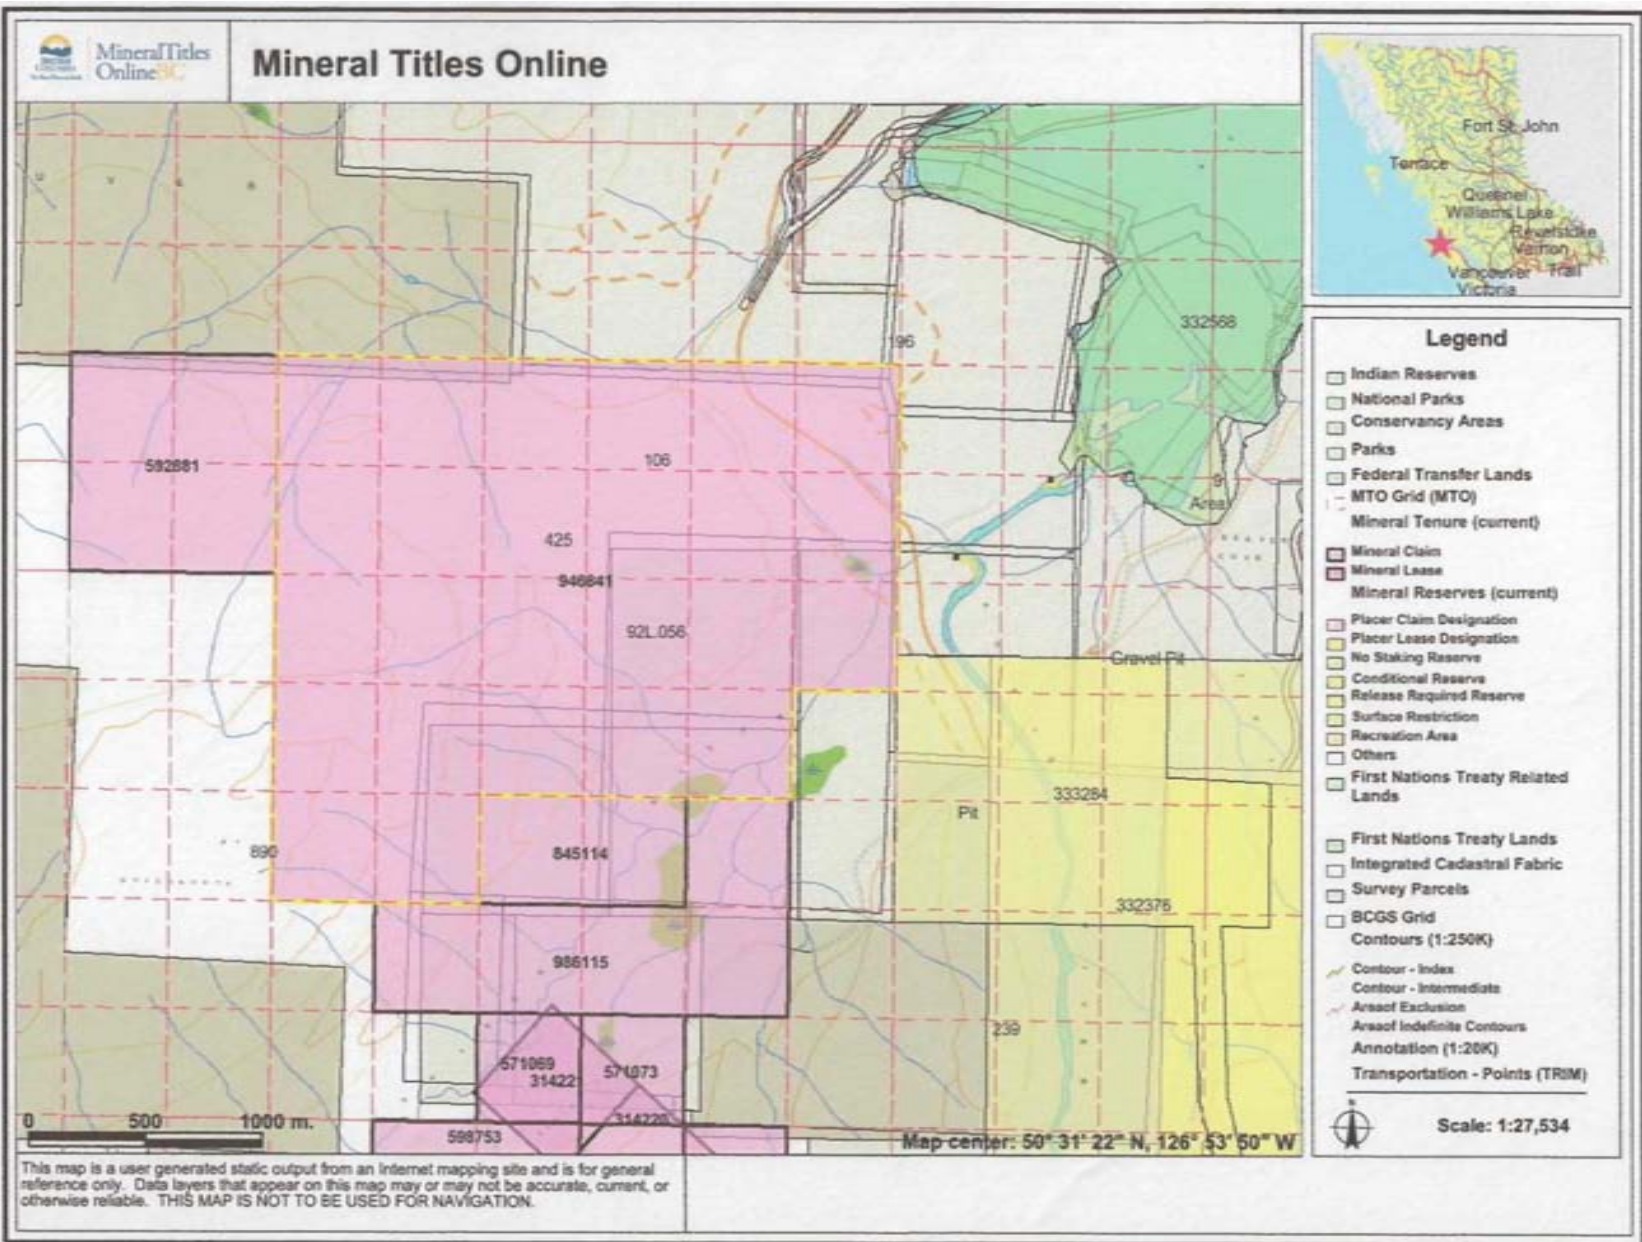 Mineral Titles
Online BC
Mineral Titles Online
Fort St. John
Terrace
Quesnel
Williams Lake
Revelstoke
Vernon
Vancouver
Trail
Victoria
332568
196
592881
106
425
946841
92L.056
Area
9
Gravel Pit
333284
Pit
890
845114
332376
986115
239
571069
31422
571073
314220
598753
0 500 1000 m.
Map center: 50° 31' 22" N, 126° 53' 50" W
Legend
Indian Reserves
National Parks
Conservancy Areas
Parks
Federal Transfer Lands
MTO Grid (MTO)
Mineral Tenure (current)
Mineral Claim
Mineral Lease
Mineral Reserves (current)
Placer Claim Designation
Placer Lease Designation
No Staking Reserve
Conditional Reserve
Release Required Reserve
Surface Restriction
Recreation Area
Others
First Nations Treaty Related
Lands
First Nations Treaty Lands
Integrated Cadastral Fabric
Survey Parcels
BCGS Grid
Contours (1:250K)
Contour - Index
Contour - Intermediate
Areaof Exclusion
Areaof Indefinite Contours
Annotation (1:20K)
Transportation - Points (TRIM)
Scale: 1:27,534
This map is a user generated static output from an Internet mapping site and is for general
reference only. Data layers that appear on this map may or may not be accurate, current, or
otherwise reliable. THIS MAP IS NOT TO BE USED FOR NAVIGATION.